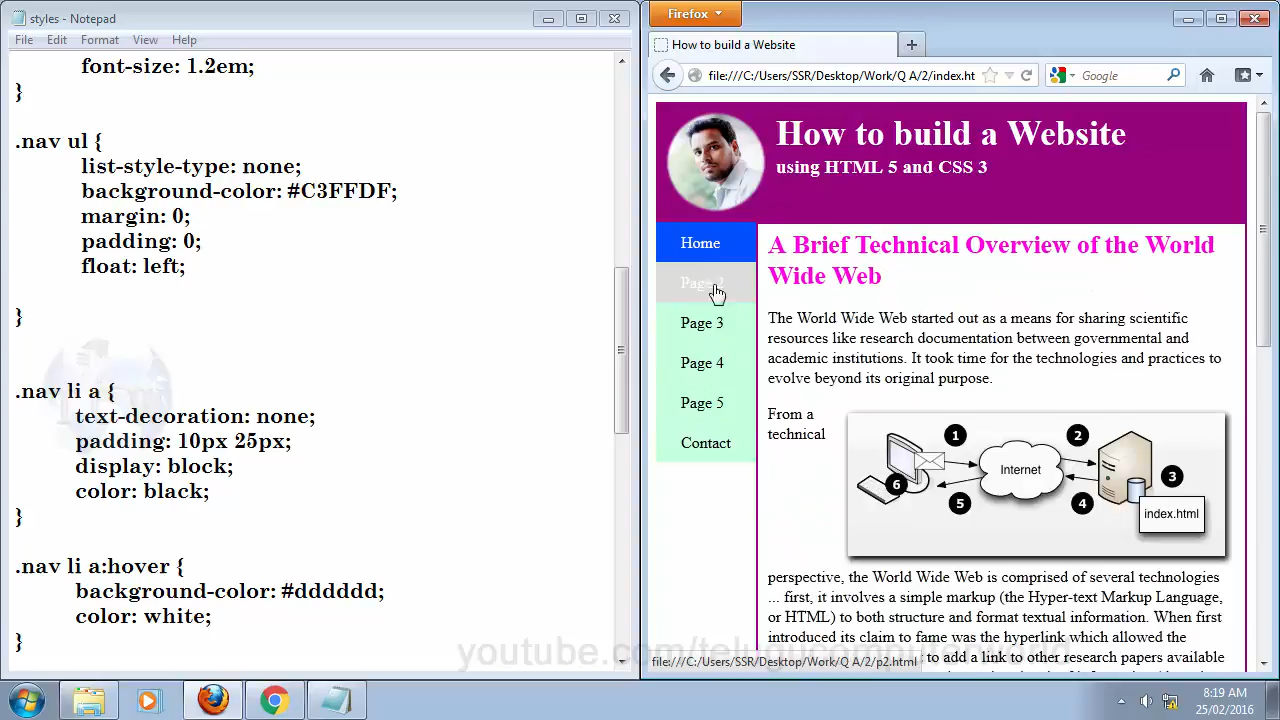 styles - Notepad
File Edit Format View Help
font-size: 1.2em;
}
.nav ul {
list-style-type: none;
background-color: #C3FFDF;
margin: 0;
padding: 0;
float: left;
}
.nav li a {
text-decoration: none;
padding: 10px 25px;
display: block;
color: black;
}
.nav li a:hover {
background-color: #dddddd;
color: white;
}
Firefox
How to build a Website
file:///C:/Users/SSR/Desktop/Work/Q A/2/index.ht
Google
How to build a Website
using HTML 5 and CSS 3
Home
Page 2
Page 3
Page 4
Page 5
Contact
A Brief Technical Overview of the World
Wide Web
The World Wide Web started out as a means for sharing scientific
resources like research documentation between governmental and
academic institutions. It took time for the technologies and practices to
evolve beyond its original purpose.
From a
technical
1
2
Internet
3
6
5
4
index.html
perspective, the World Wide Web is comprised of several technologies
... first, it involves a simple markup (the Hyper-text Markup Language,
or HTML) to both structure and format textual information. When first
introduced its claim to fame was the hyperlink which allowed the
to add a link to other research papers available
file:///C:/Users/SSR/Desktop/Work/Q A/2/p2.html
youtube.com/telugucomputerworld
8:19 AM
25/02/2016